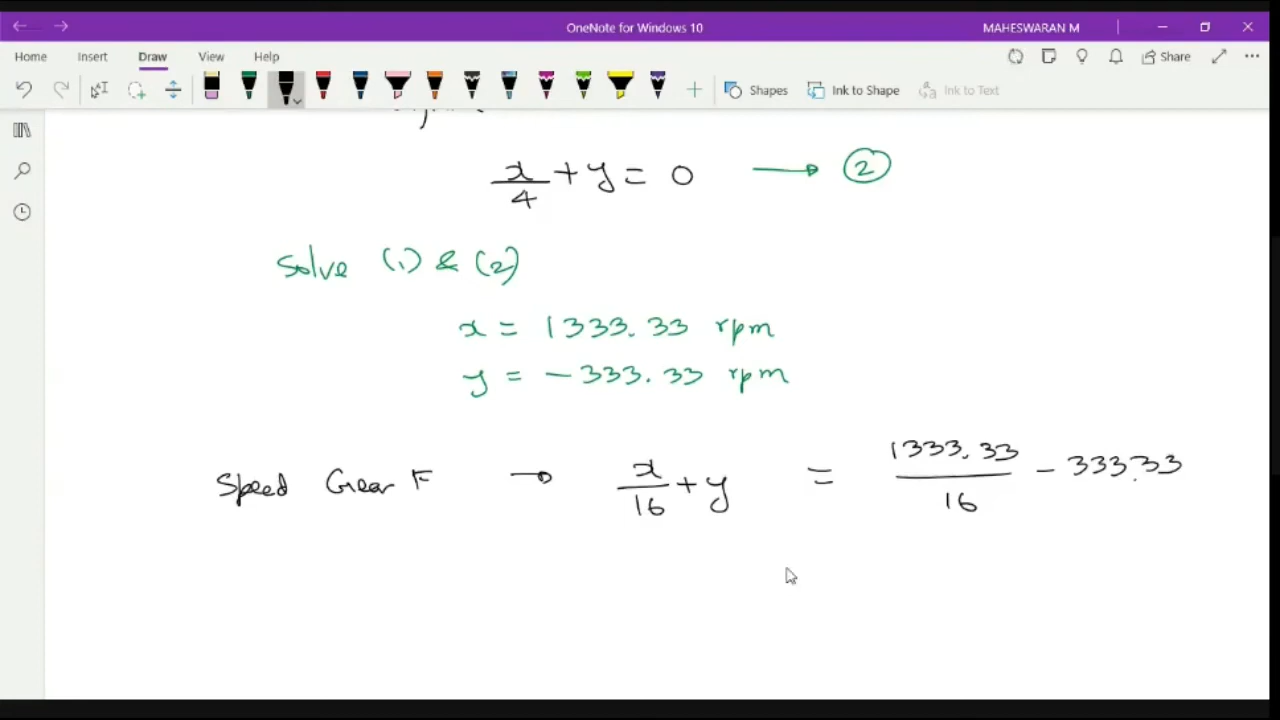 OneNote for Windows 10
MAHESWARAN M
Home Insert Draw View Help
Share
Shapes
Ink to Shape
Ink to Text
x/4 + y = 0 → 2
Solve (1) & (2)
x = 1333.33 rpm
y = -333.33 rpm
Speed Gear F → x/16 + y = 1333.33/16 - 333.33